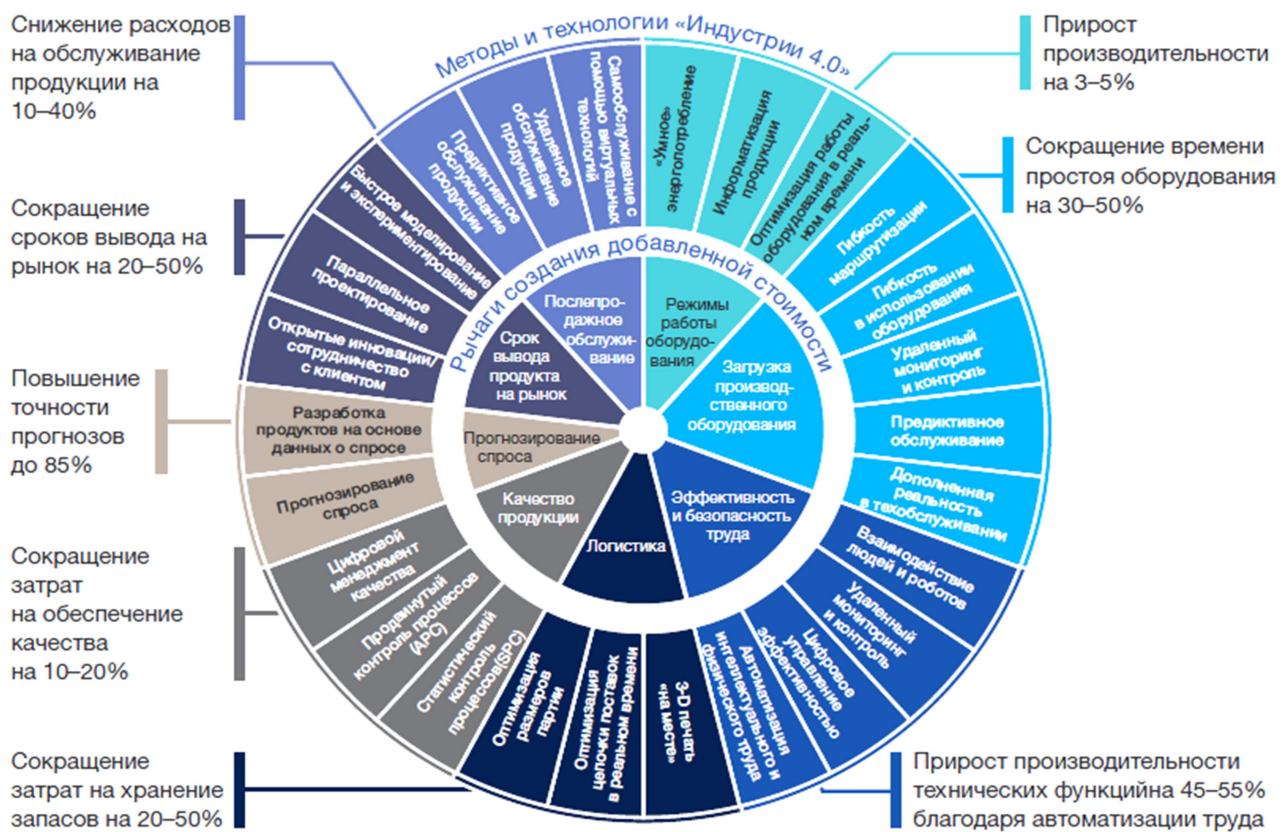 Методы и технологии «Индустрии 4.0»
Рычаги создания добавленной стоимости
Снижение расходов
на обслуживание
продукции на
10–40%
Сокращение
сроков вывода на
рынок на 20–50%
Повышение
точности
прогнозов
до 85%
Сокращение
затрат
на обеспечение
качества
на 10–20%
Сокращение
затрат на хранение
запасов на 20–50%
Прирост
производительности
на 3–5%
Сокращение времени
простоя оборудования
на 30–50%
Прирост производительности
технических функцийна 45–55%
благодаря автоматизации труда
«Умное»
энергопотребление
Информатизация
продукции
Оптимизация работы
оборудования в реаль-
ном времени
Гибкость
маршрутизации
Гибкость
в использовании
оборудования
Удаленный
мониторинг
и контроль
Предиктивное
обслуживание
Дополненная
реальность
в техобслуживании
Взаимодействие
людей и роботов
Удаленный
мониторинг
и контроль
Цифровое
управление
эффективностью
Автоматизация
интеллектуального и
физического труда
3-D печать
«на месте»
Оптимизация
цепочки поставок
в реальном времени
Оптимизация
размеров
партии
Статистический
контроль
процессов(SPC)
Продвинутый
контроль процессов
(APC)
Цифровой
менеджмент
качества
Прогнозирование
спроса
Разработка
продуктов на основе
данных о спросе
Открытые инновации/
сотрудничество
с клиентом
Параллельное
проектирование
Быстрое моделирование
и экспериментирование
Предиктивное
обслуживание
продукции
Удаленное
обслуживание
продукции
Самообслуживание с
помощью виртуальных
технологий
Режимы
работы
оборудо-
вания
Загрузка
производ-
ственного
оборудования
Эффективность
и безопасность
труда
Логистика
Качество
продукции
Прогнозирование
спроса
Срок
вывода
продукта
на рынок
Послепро-
дажное
обслужи-
вание